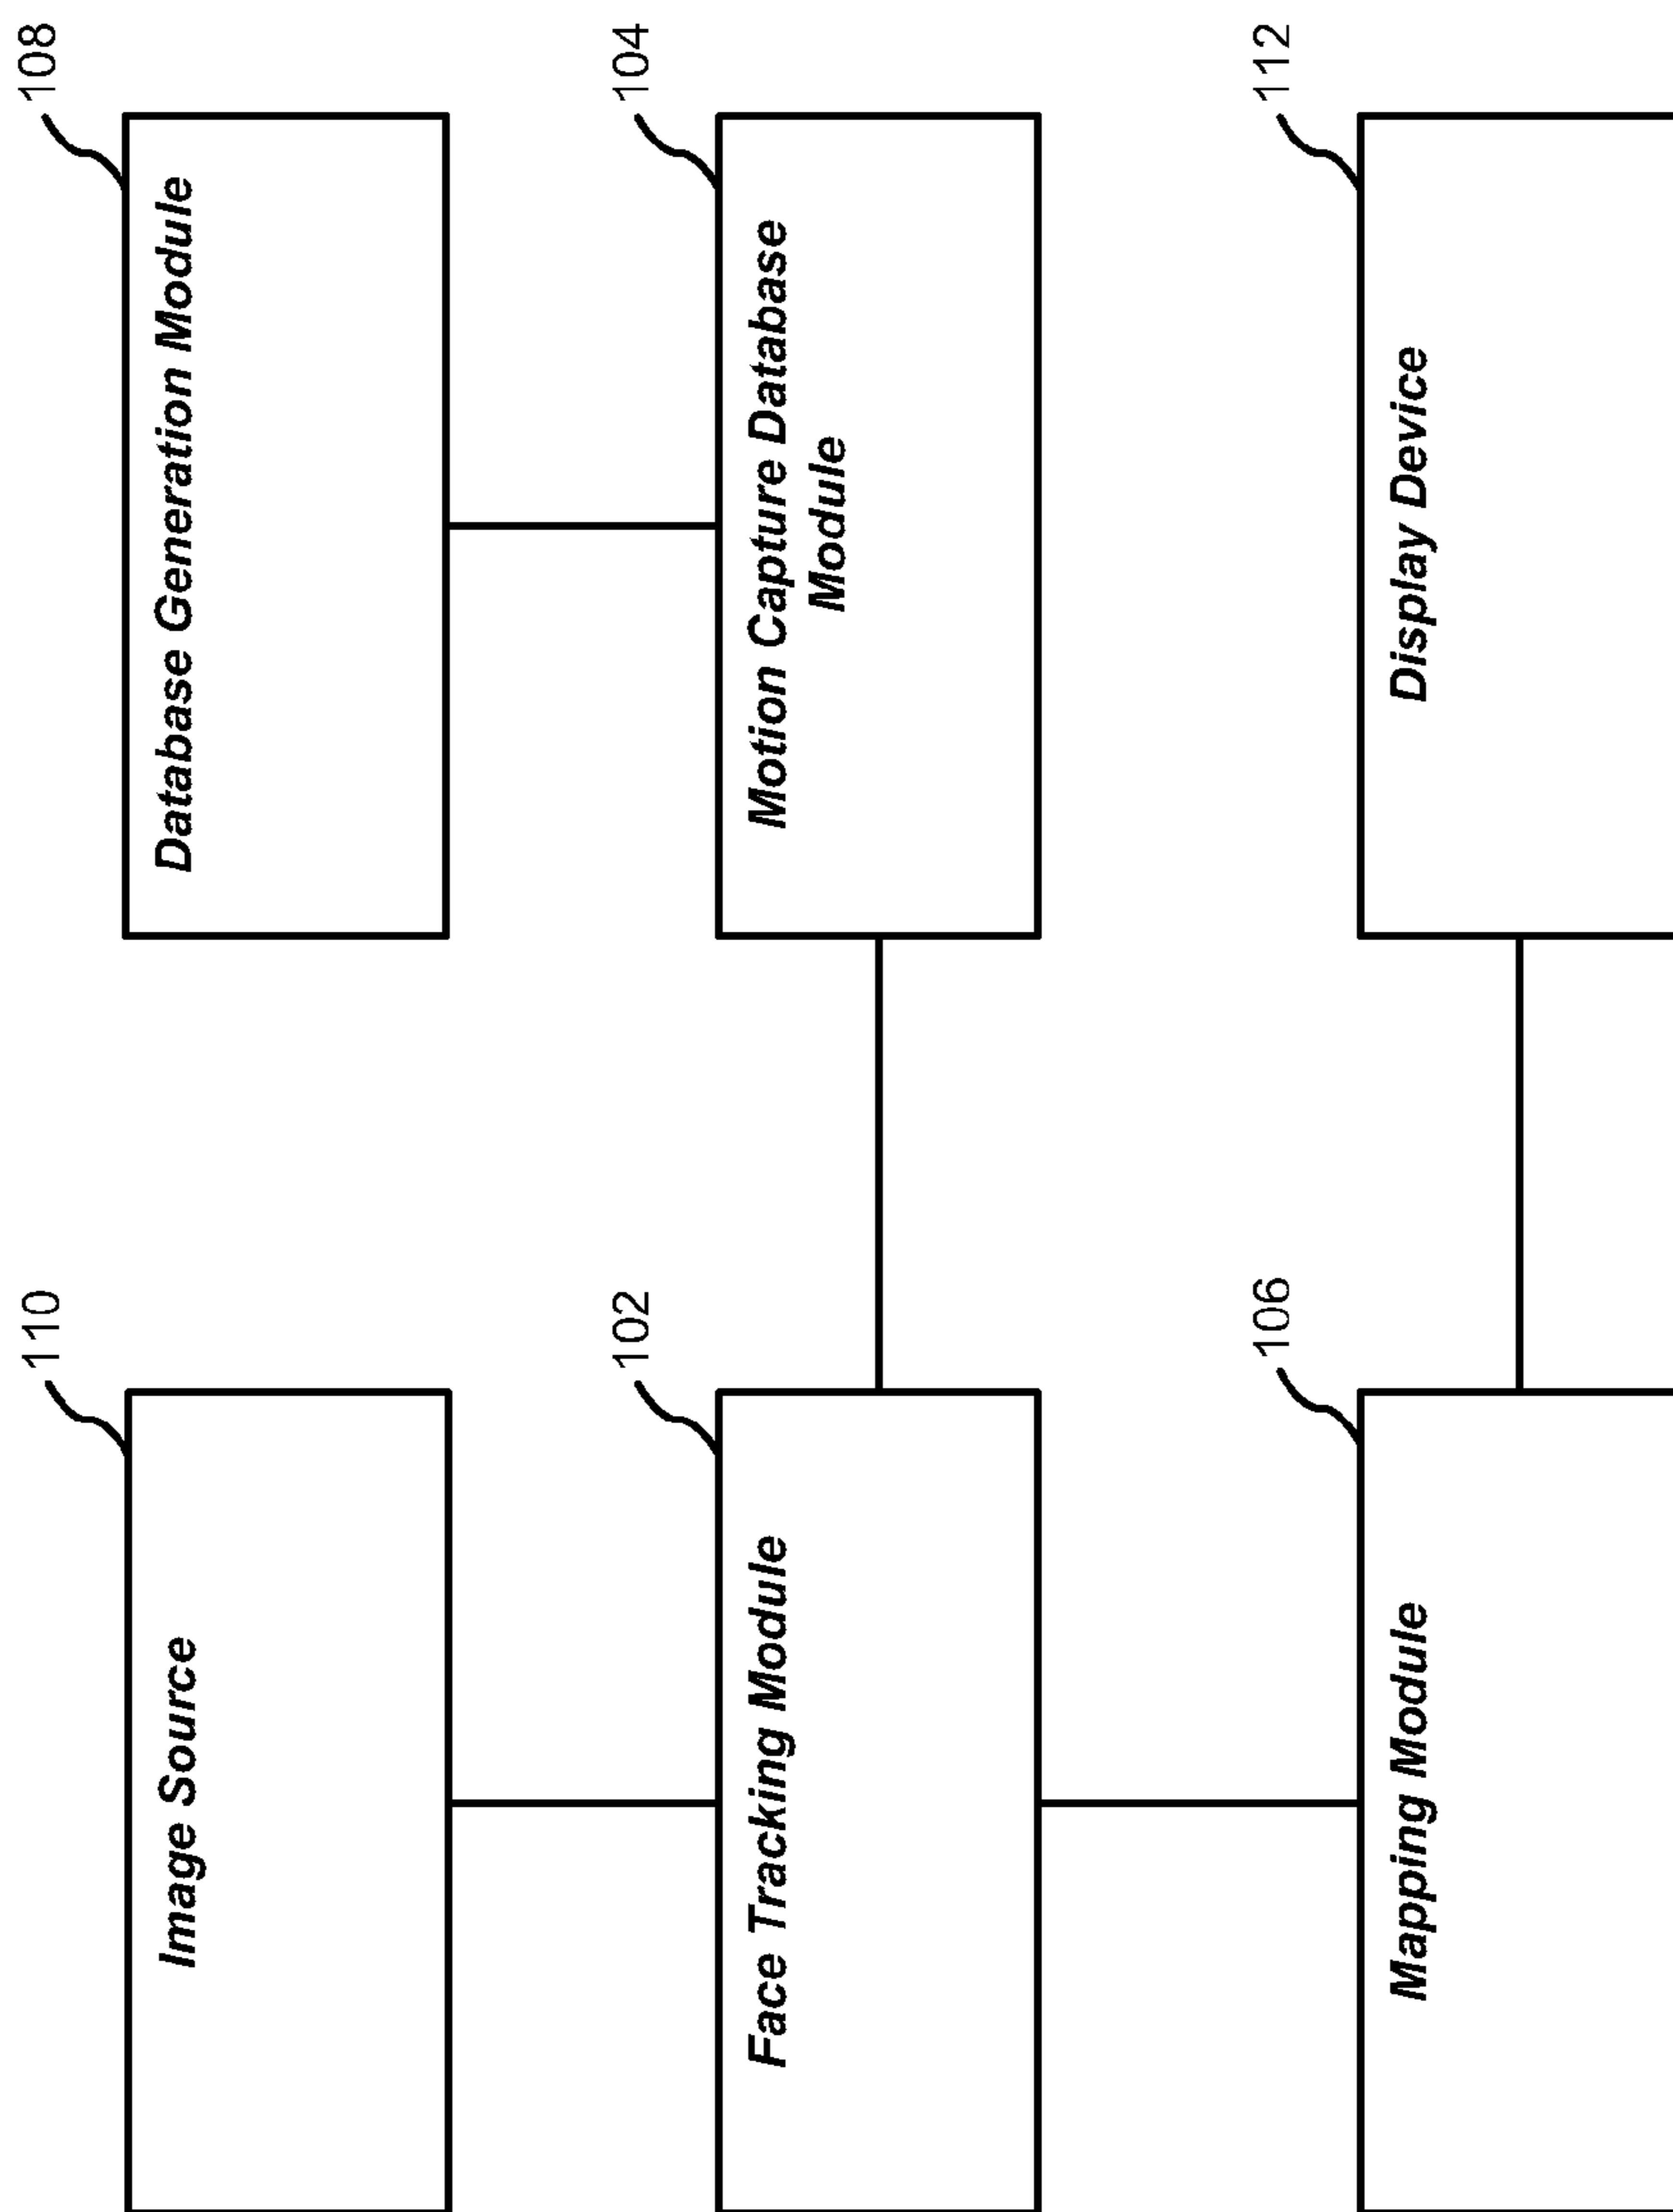 110
Image Source
108
Database Generation Module
102
Face Tracking Module
104
Motion Capture Database
Module
106
Mapping Module
112
Display Device